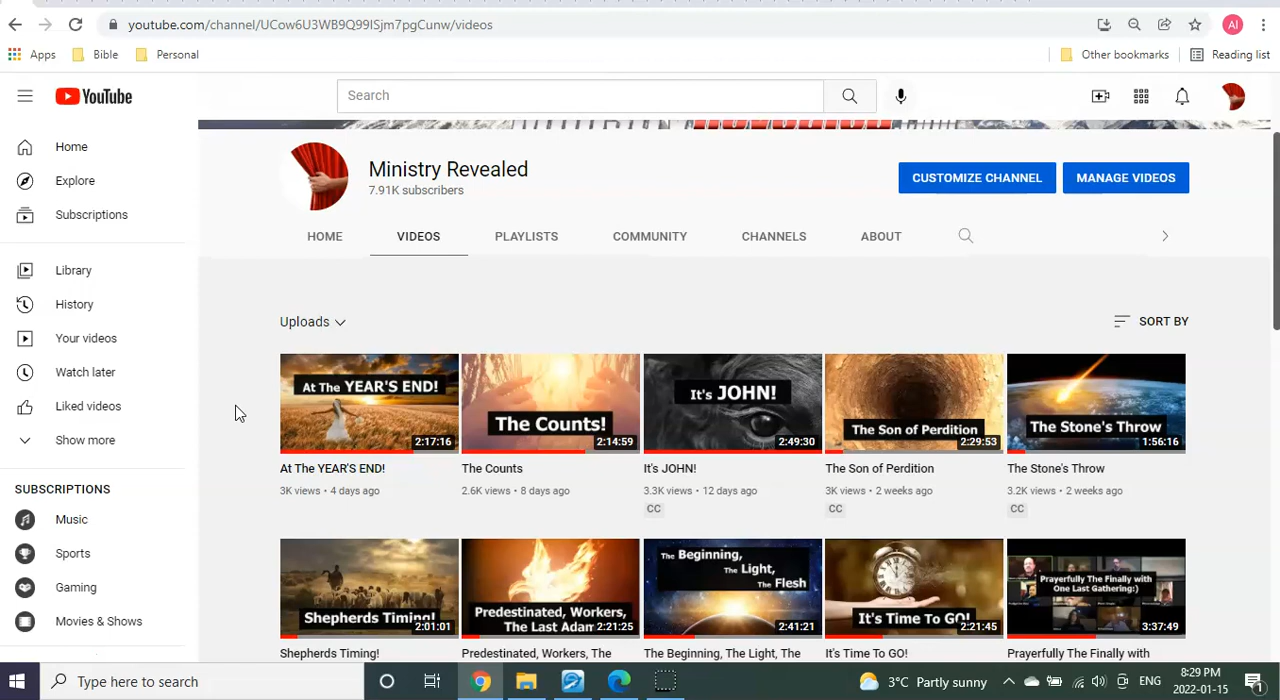 youtube.com/channel/UCow6U3WB9Q99ISjm7pgCunw/videos
AI
Apps
Bible
Personal
Other bookmarks
Reading list
YouTube
Search
Home
Explore
Subscriptions
Library
History
Your videos
Watch later
Liked videos
Show more
SUBSCRIPTIONS
Music
Sports
Gaming
Movies & Shows
Ministry Revealed
7.91K subscribers
CUSTOMIZE CHANNEL
MANAGE VIDEOS
HOME
VIDEOS
PLAYLISTS
COMMUNITY
CHANNELS
ABOUT
Uploads
SORT BY
At The YEAR'S END!
2:17:16
At The YEAR'S END!
3K views • 4 days ago
The Counts!
2:14:59
The Counts
2.6K views • 8 days ago
It's JOHN!
2:49:30
It's JOHN!
3.3K views • 12 days ago
CC
The Son of Perdition
2:29:53
The Son of Perdition
3K views • 2 weeks ago
CC
The Stone's Throw
1:56:16
The Stone's Throw
3.2K views • 2 weeks ago
CC
Shepherds Timing!
2:01:01
Shepherds Timing!
Predestinated, Workers,
The Last Adam
2:21:25
Predestinated, Workers, The
The Beginning,
The Light,
The Flesh
2:41:21
The Beginning, The Light, The
It's Time To GO!
2:21:45
It's Time To GO!
Prayerfully The Finally with
One Last Gathering:)
3:37:49
Prayerfully The Finally with
Type here to search
3°C Partly sunny
ENG
8:29 PM
2022-01-15
1